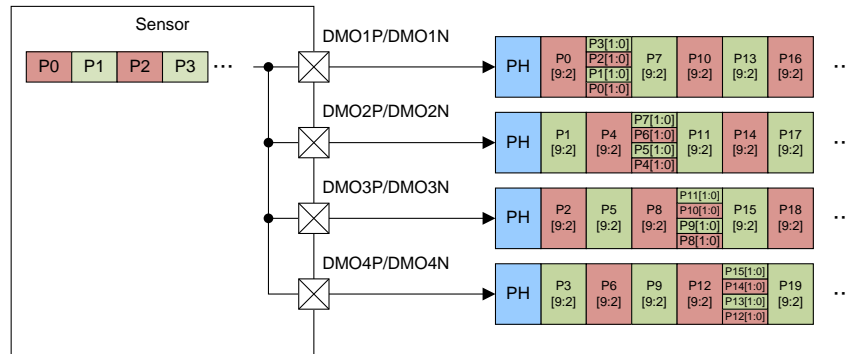 Sensor
P0 P1 P2 P3 ...
DMO1P/DMO1N
PH P0 [9:2] P3[1:0] P2[1:0] P1[1:0] P0[1:0] P7 [9:2] P10 [9:2] P13 [9:2] P16 [9:2] ..
DMO2P/DMO2N
PH P1 [9:2] P4 [9:2] P7[1:0] P6[1:0] P5[1:0] P4[1:0] P11 [9:2] P14 [9:2] P17 [9:2] ..
DMO3P/DMO3N
PH P2 [9:2] P5 [9:2] P8 [9:2] P11[1:0] P10[1:0] P9[1:0] P8[1:0] P15 [9:2] P18 [9:2] ..
DMO4P/DMO4N
PH P3 [9:2] P6 [9:2] P9 [9:2] P12 [9:2] P15[1:0] P14[1:0] P13[1:0] P12[1:0] P19 [9:2] ..